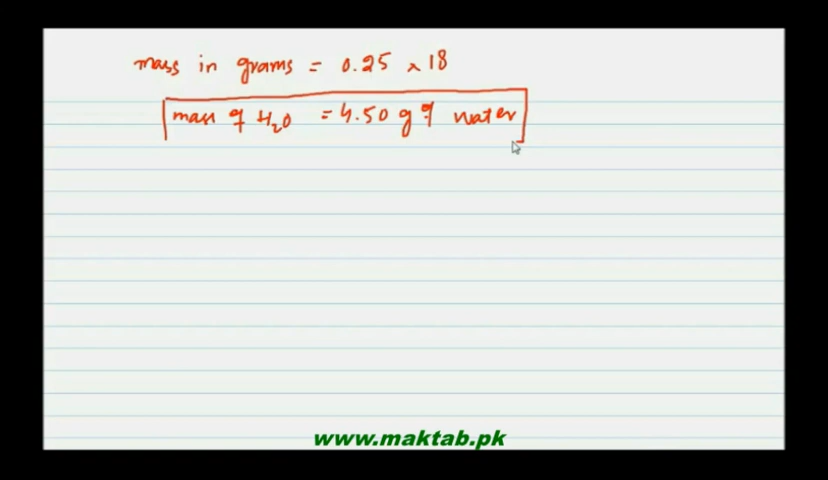 mass in grams = 0.25 × 18
mass of H₂O = 4.50 g of water
www.maktab.pk